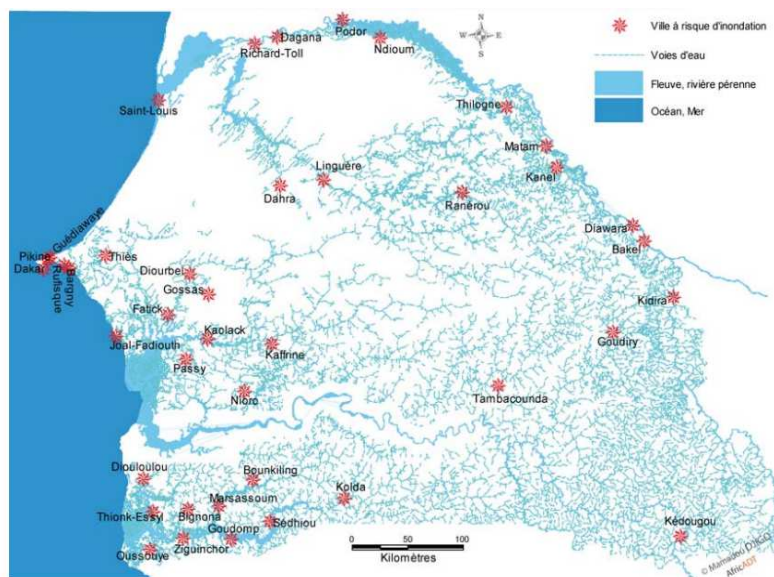 Podor
Dagana
Ndioum
Richard-Toll
N
W
E
S
Ville à risque d'inondation
Voies d'eau
Fleuve, rivière pérenne
Océan, Mer
Saint-Louis
Thilogne
Matam
Kanel
Linguère
Dahra
Ranérou
Diawara
Bakel
Guédiawaye
Pikine
Dakar
Rufisque
Bargny
Thiès
Diourbel
Gossas
Fatick
Kidira
Goudiry
Joal-Fadiouth
Kaolack
Kaffrine
Passy
Nioro
Tambacounda
Diouloulou
Bounkiling
Marsassoum
Kolda
Thionk-Essyl
Bignona
Goudomp
Sédhiou
Ziguinchor
Oussouye
Kédougou
0 50 100
Kilomètres
© Mamadou
AfricADT